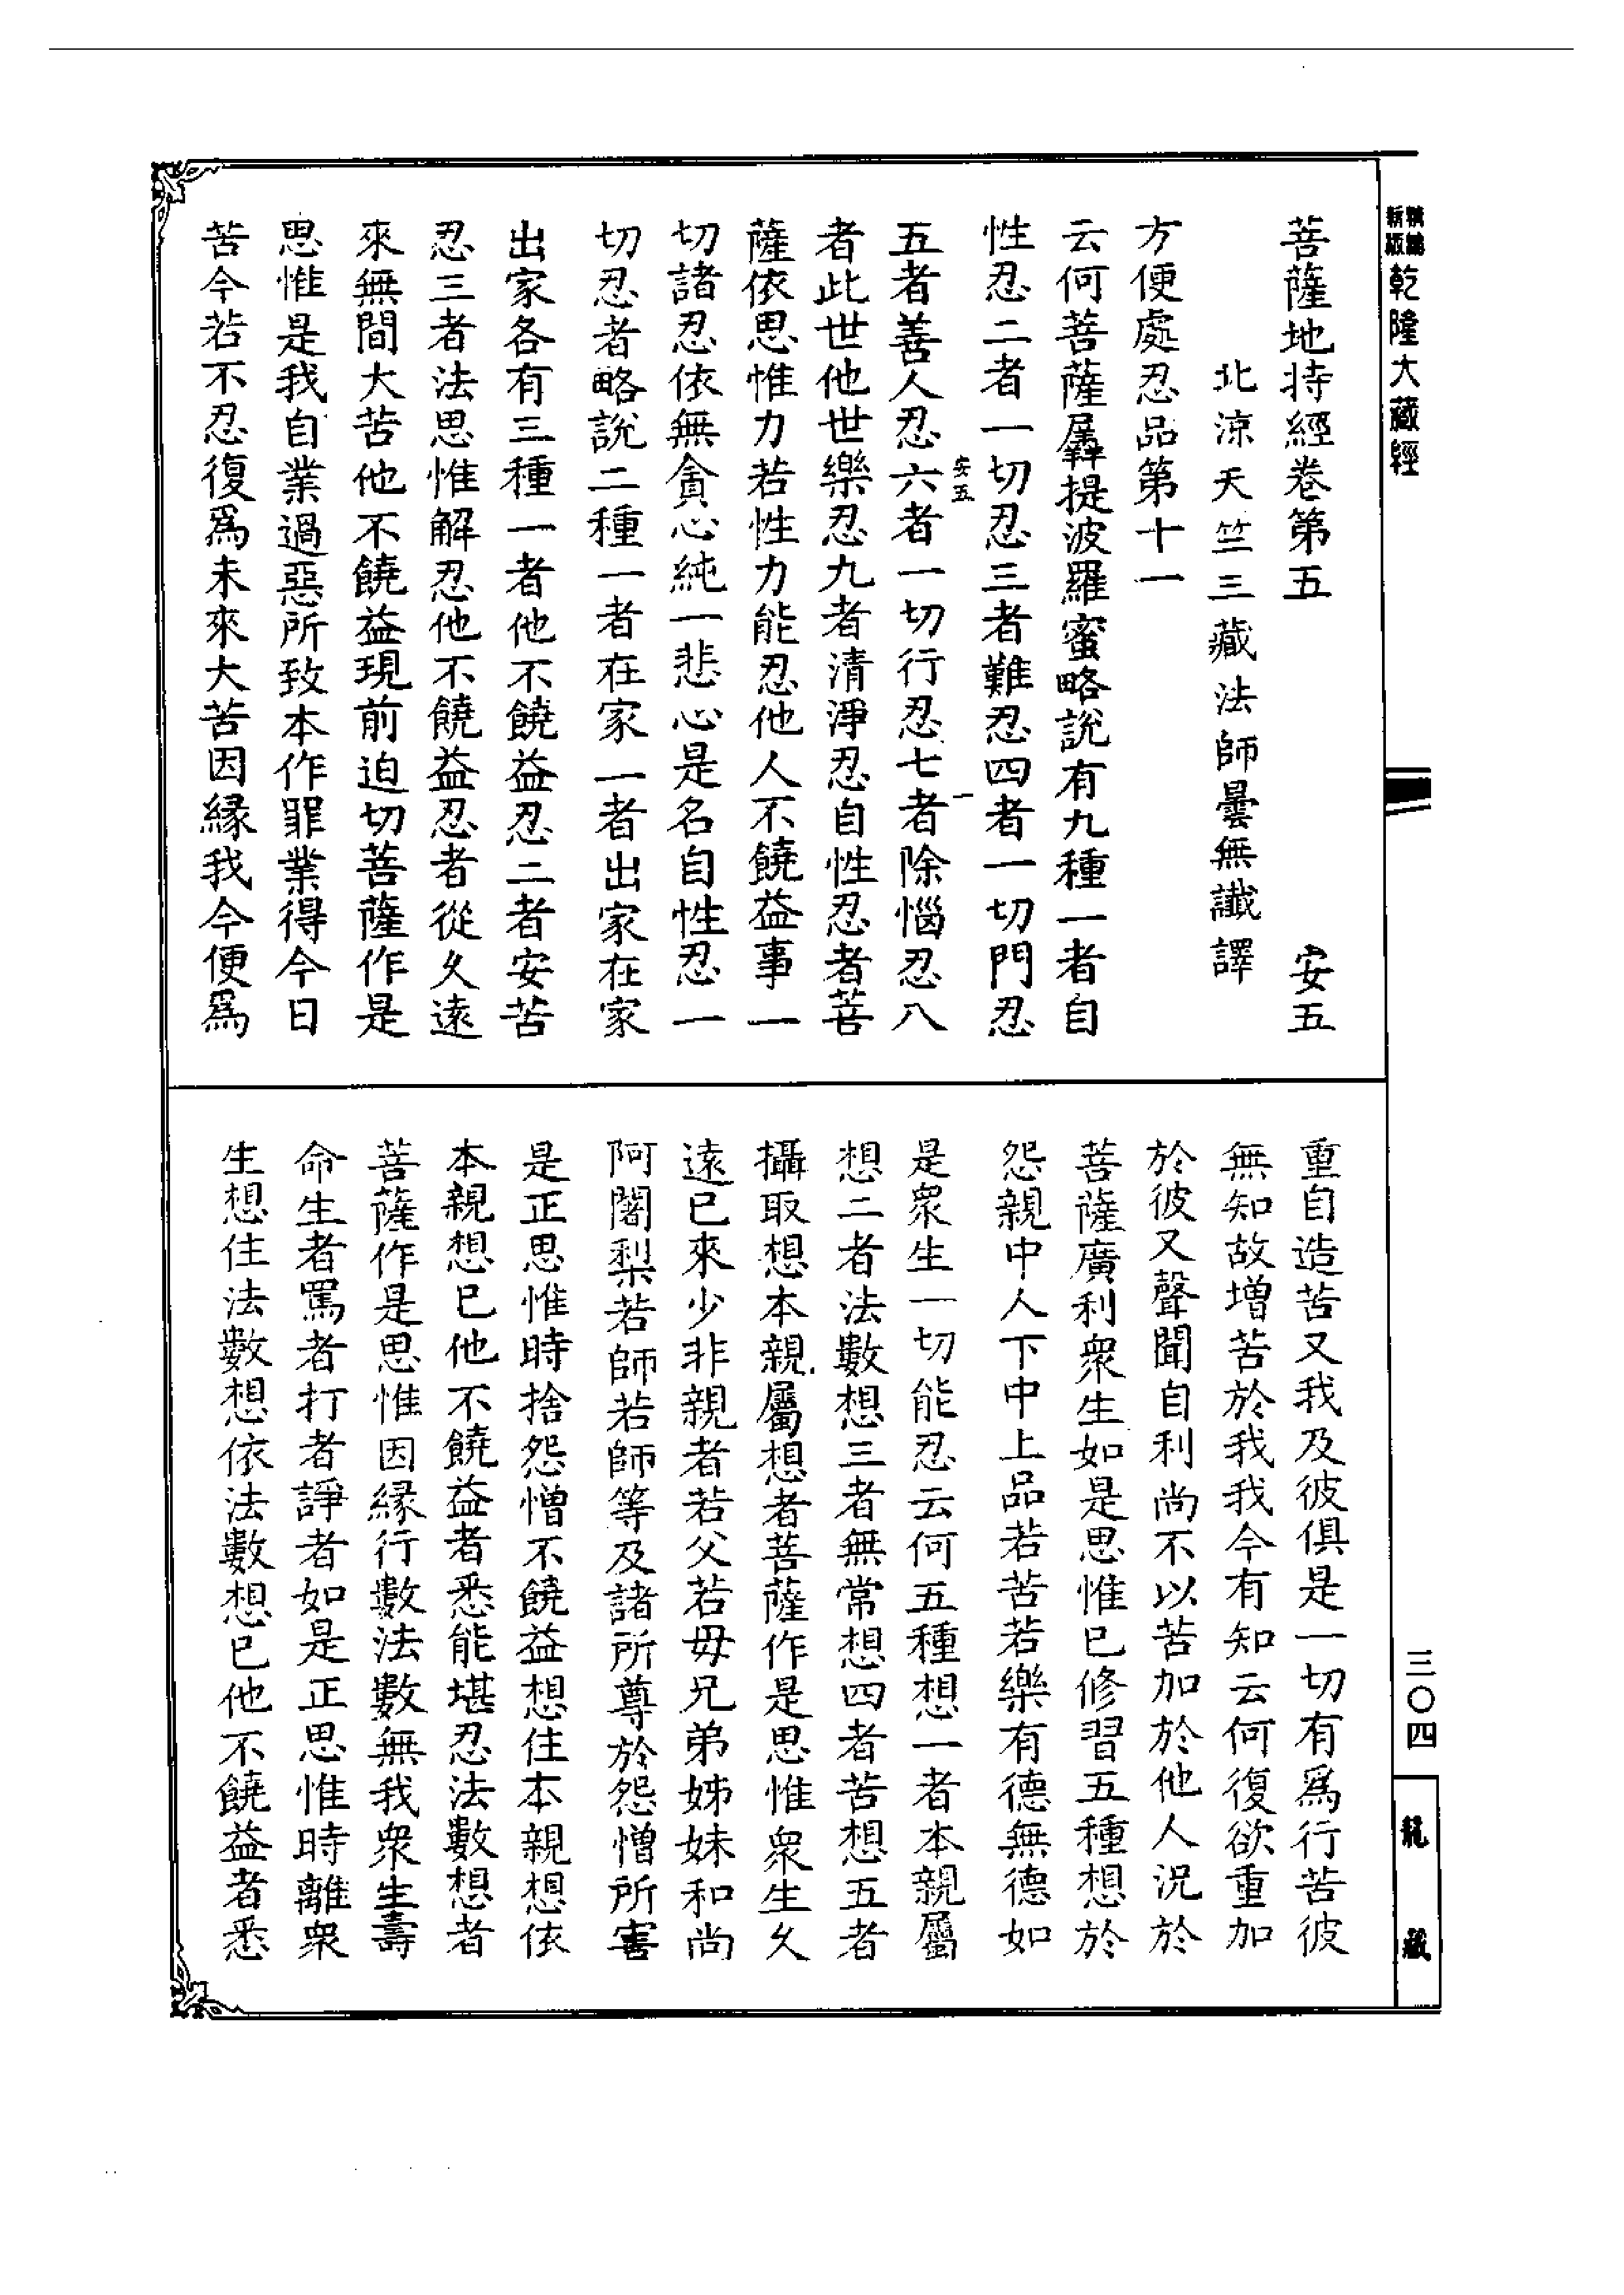 新編
縮版
乾隆大藏經
菩薩地持經卷第五 安五
北涼天竺三藏法師曇無讖譯
方便處忍品第十一
云何菩薩羼提波羅蜜略說有九種一者自
性忍二者一切忍三者難忍四者一切門忍
安五 一
五者善人忍六者一切行忍七者除惱忍八
者此世他世樂忍九者清淨忍自性忍者菩
薩依思惟力若性力能忍他人不饒益事一
切諸忍依無貪心純一悲心是名自性忍一
切忍者略說二種一者在家一者出家在家
出家各有三種一者他不饒益忍二者安苦
忍三者法思惟解忍他不饒益忍者從久遠
來無間大苦他不饒益現前迫切菩薩作是
思惟是我自業過惡所致本作罪業得今日
苦今若不忍復爲未來大苦因緣我今便爲
重自造苦又我及彼俱是一切有爲行苦彼
無知故增苦於我我今有知云何復欲重加
於彼又聲聞自利尚不以苦加於他人況於
菩薩廣利衆生如是思惟已修習五種想於
怨親中人下中上品若苦若樂有德無德如
是衆生一切能忍云何五種想一者本親屬
想二者法數想三者無常想四者苦想五者
攝取想本親屬想者菩薩作是思惟衆生久
遠已來少非親者若父若母兄弟姊妹和尚
阿闍梨若師若師等及諸所尊於怨憎所害
是正思惟時捨怨憎不饒益想住本親想依
本親想已他不饒益者悉能堪忍法數想者
菩薩作是思惟因緣行數法數無我衆生壽
命生者罵者打者諍者如是正思惟時離衆
生想住法數想依法數想已他不饒益者悉
三〇四
龍藏